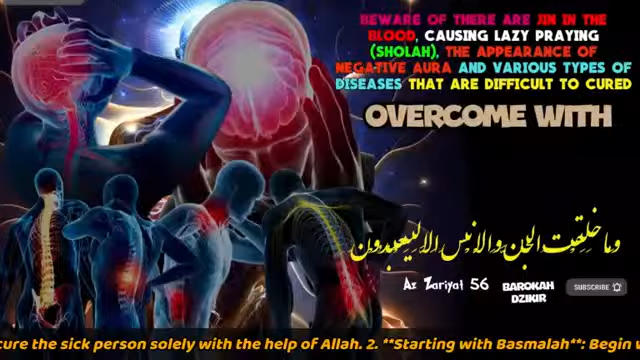 BEWARE OF THERE ARE JIN IN THE
BLOOD, CAUSING LAZY PRAYING
(SHOLAH), THE APPEARANCE OF
NEGATIVE AURA AND VARIOUS TYPES OF
DISEASES THAT ARE DIFFICULT TO CURED
OVERCOME WITH
وما خلقت الجن والانس الا ليعبدون
Az Zariyat 56
BAROKAH
DZIKIR
SUBSCRIBE
cure the sick person solely with the help of Allah. 2. **Starting with Basmalah**: Begin